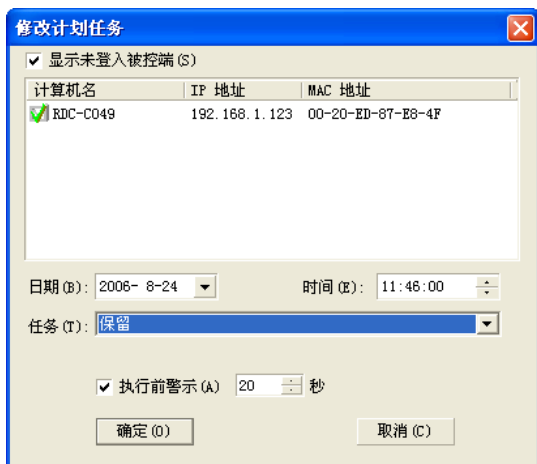 修改计划任务
显示未登入被控端(S)
计算机名 IP 地址 MAC 地址
RDC-C049 192.168.1.123 00-20-ED-87-E8-4F
日期(B): 2006- 8-24 时间(E): 11:46:00
任务(T): 保留
执行前警示(A) 20 秒
确定(O) 取消(C)